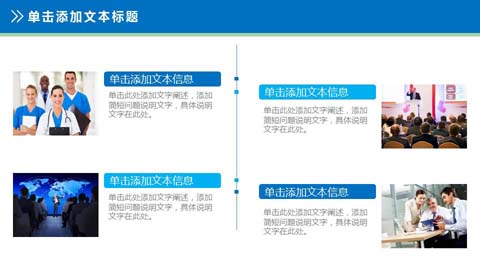 单击添加文本标题
单击添加文本信息
单击此处添加文字阐述，添加
简短问题说明文字，具体说明
文字在此处。
单击添加文本信息
单击此处添加文字阐述，添加
简短问题说明文字，具体说明
文字在此处。
单击添加文本信息
单击此处添加文字阐述，添加
简短问题说明文字，具体说明
文字在此处。
单击添加文本信息
单击此处添加文字阐述，添加
简短问题说明文字，具体说明
文字在此处。